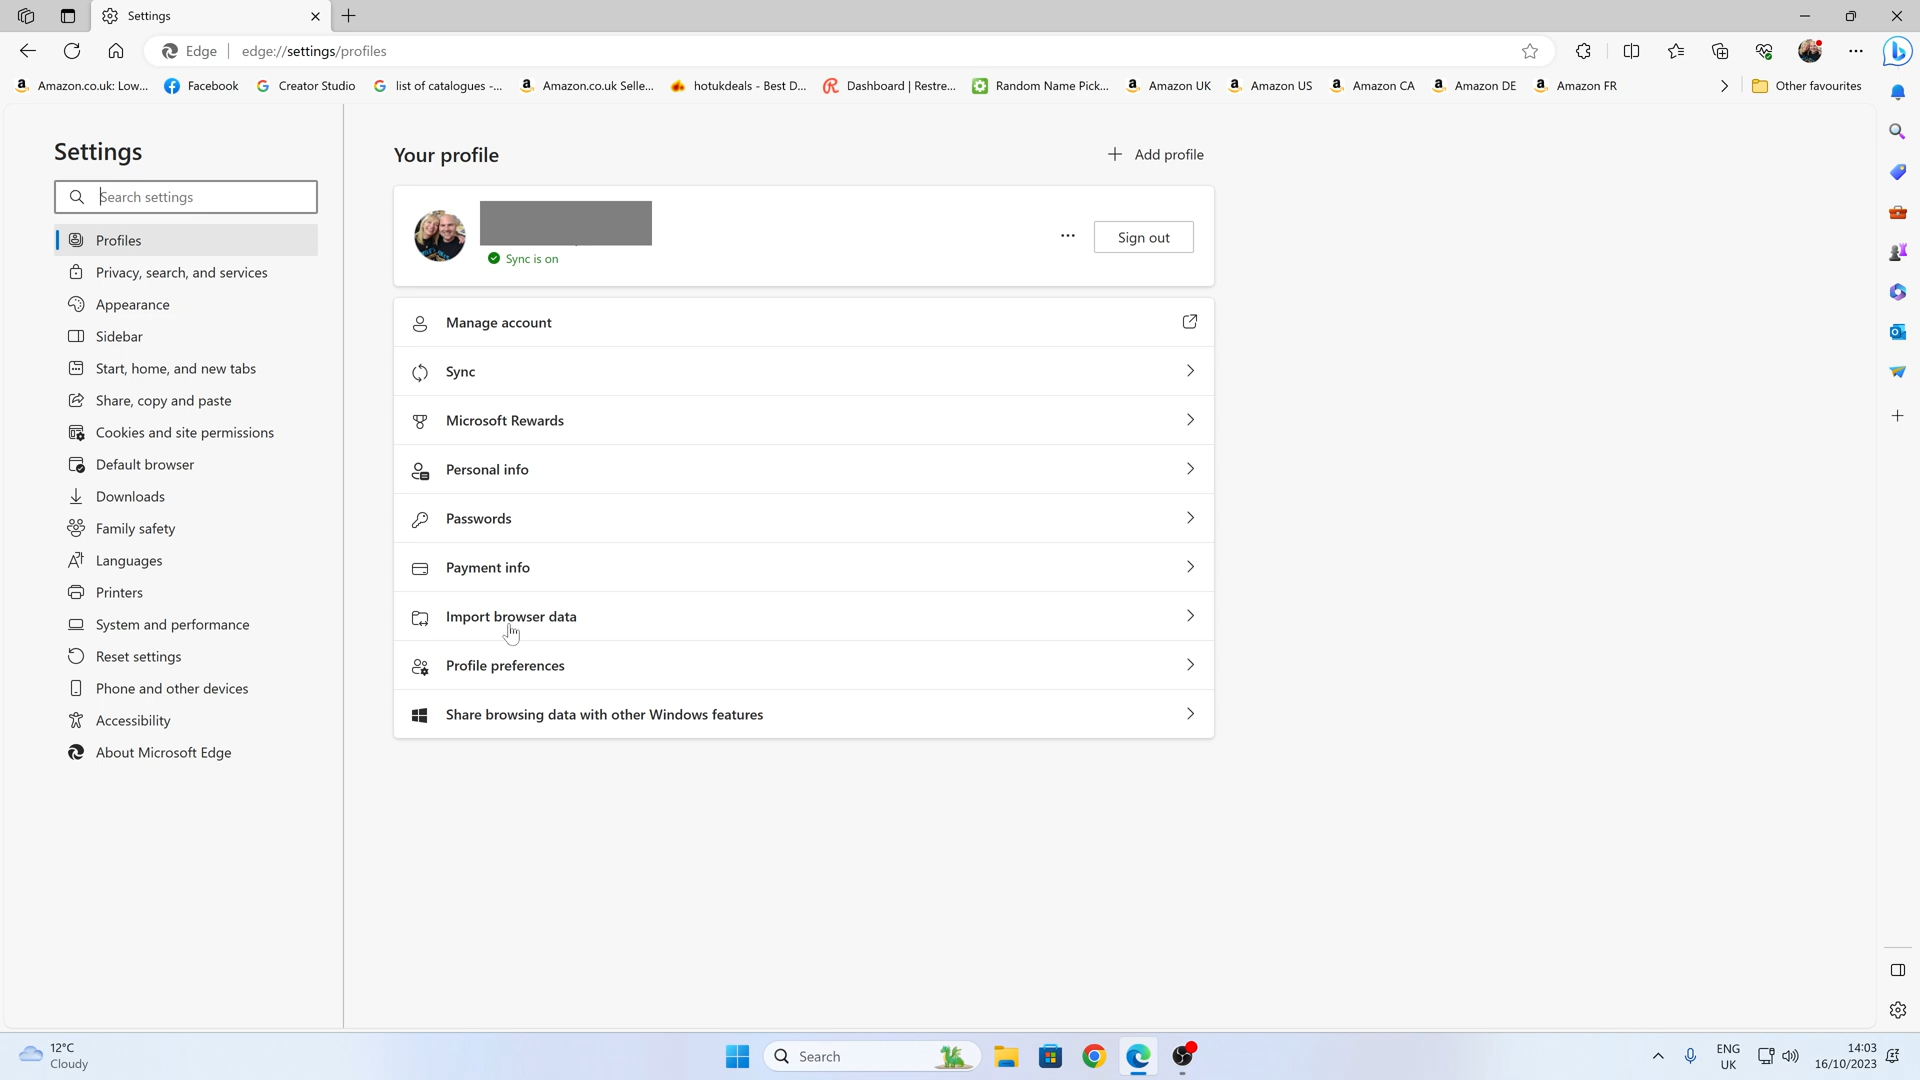 Settings
Edge
edge://settings/profiles
Amazon.co.uk: Low...
Facebook
Creator Studio
list of catalogues -...
Amazon.co.uk Selle...
hotukdeals - Best D...
Dashboard | Restre...
Random Name Pick...
Amazon UK
Amazon US
Amazon CA
Amazon DE
Amazon FR
Other favourites
Settings
Search settings
Profiles
Privacy, search, and services
Appearance
Sidebar
Start, home, and new tabs
Share, copy and paste
Cookies and site permissions
Default browser
Downloads
Family safety
Languages
Printers
System and performance
Reset settings
Phone and other devices
Accessibility
About Microsoft Edge
Your profile
Add profile
Sync is on
Sign out
Manage account
Sync
Microsoft Rewards
Personal info
Passwords
Payment info
Import browser data
Profile preferences
Share browsing data with other Windows features
12°C
Cloudy
Search
ENG
UK
14:03
16/10/2023